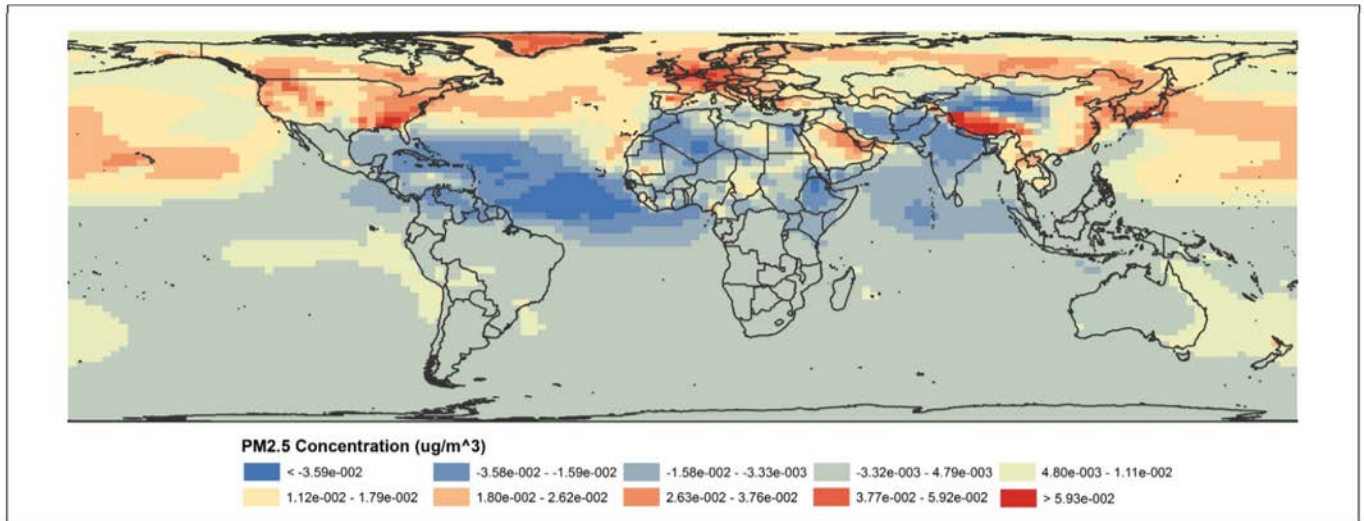 PM2.5 Concentration (ug/m^3)
< -3.59e-002 -3.58e-002 - -1.59e-002 -1.58e-002 - -3.33e-003 -3.32e-003 - 4.79e-003 4.80e-003 - 1.11e-002
1.12e-002 - 1.79e-002 1.80e-002 - 2.62e-002 2.63e-002 - 3.76e-002 3.77e-002 - 5.92e-002 > 5.93e-002